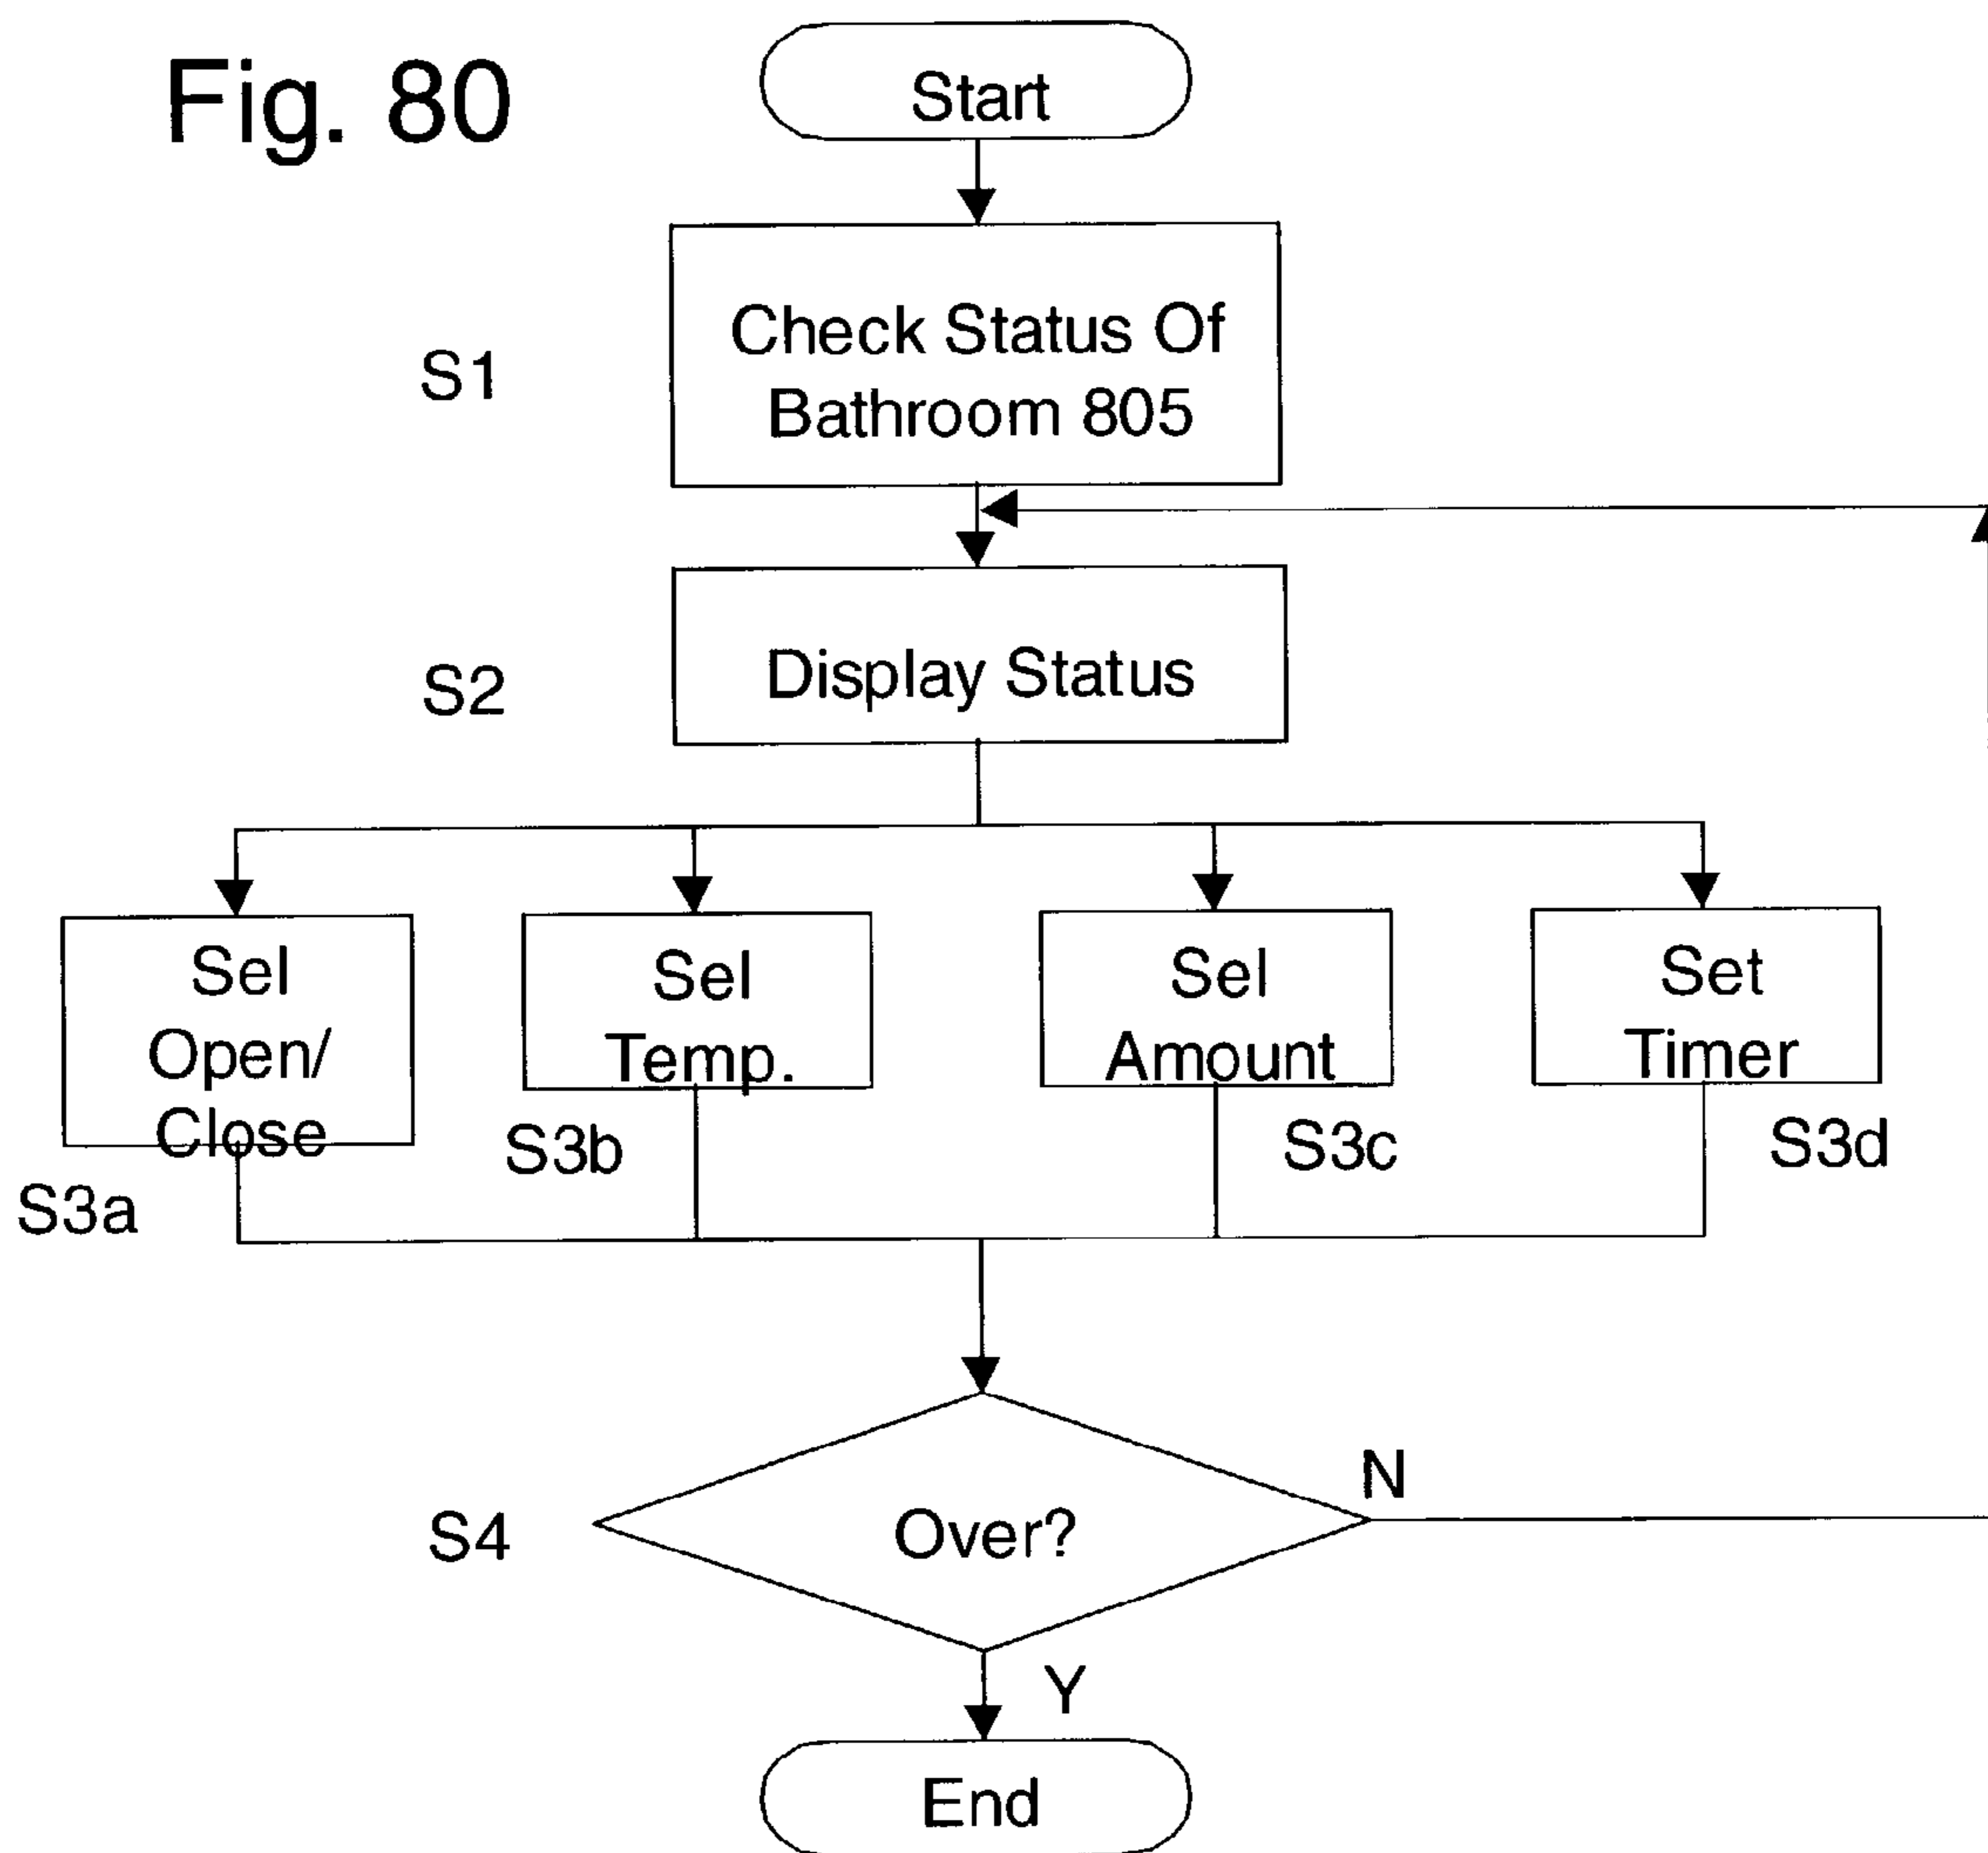 Fig. 80
Start
S1
Check Status Of
Bathroom 805
S2
Display Status
Sel
Open/
Close
Sel
Temp.
Sel
Amount
Set
Timer
S3a
S3b
S3c
S3d
S4
Over?
N
Y
End